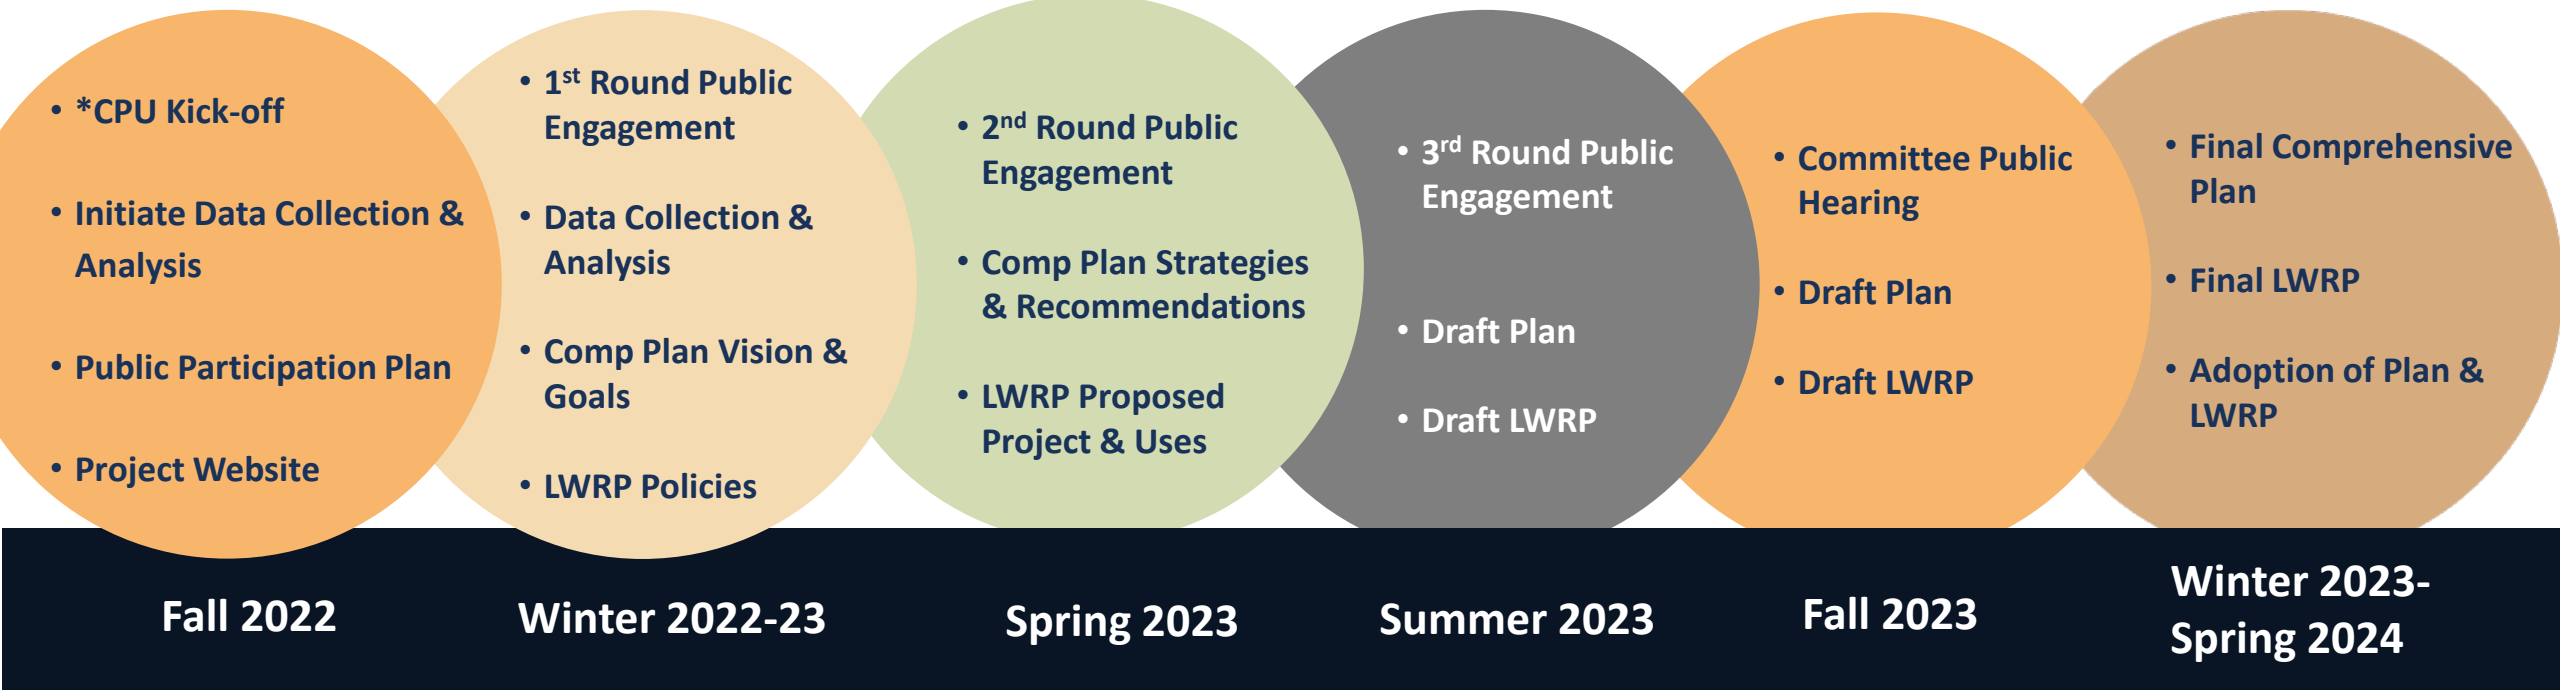 • *CPU Kick-off
• Initiate Data Collection &
Analysis
• Public Participation Plan
• Project Website
Fall 2022
• 1st Round Public
Engagement
• Data Collection &
Analysis
• Comp Plan Vision &
Goals
• LWRP Policies
Winter 2022-23
• 2nd Round Public
Engagement
• Comp Plan Strategies
& Recommendations
• LWRP Proposed
Project & Uses
Spring 2023
• 3rd Round Public
Engagement
• Draft Plan
• Draft LWRP
Summer 2023
• Committee Public
Hearing
• Draft Plan
• Draft LWRP
Fall 2023
• Final Comprehensive
Plan
• Final LWRP
• Adoption of Plan &
LWRP
Winter 2023-
Spring 2024